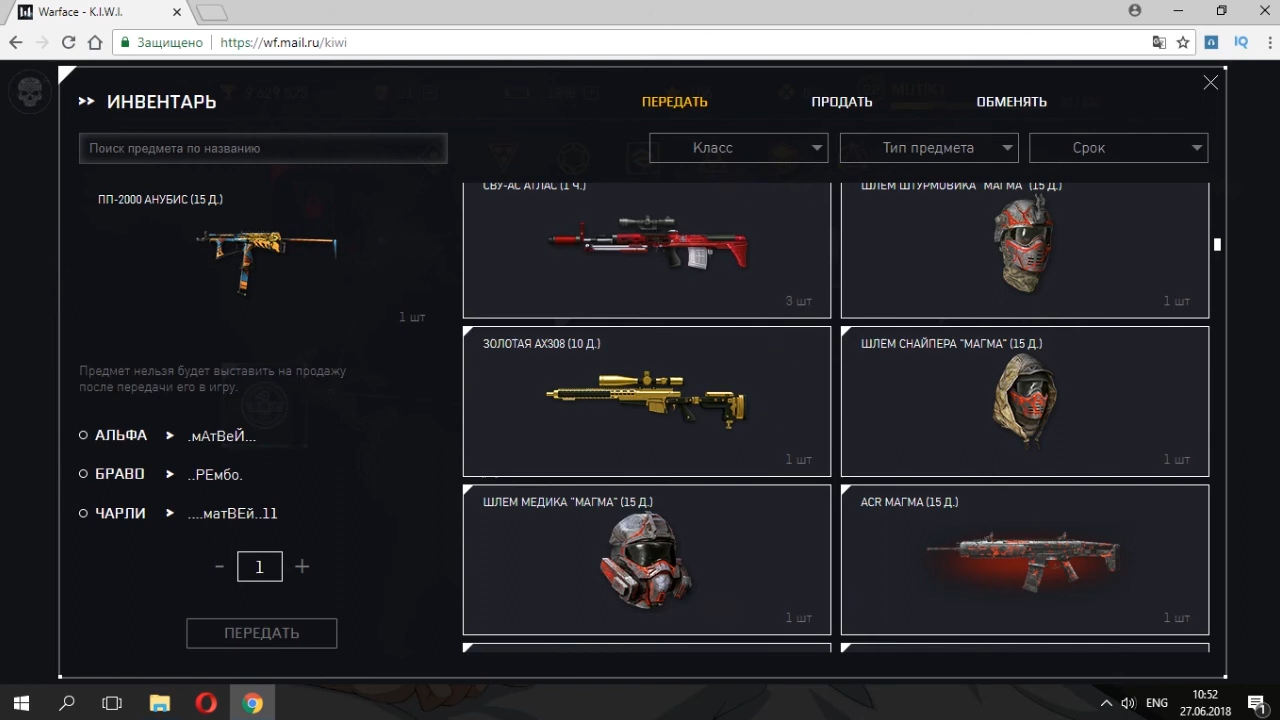 Warface - K.I.W.I.
Защищено
https://wf.mail.ru/kiwi
ИНВЕНТАРЬ
ПЕРЕДАТЬ
ПРОДАТЬ
ОБМЕНЯТЬ
Поиск предмета по названию
Класс
Тип предмета
Срок
ПП-2000 АНУБИС (15 Д.)
1 шт
Предмет нельзя будет выставить на продажу
после передачи его в игру.
АЛЬФА
.мАтВеЙ...
БРАВО
..РЕмбо.
ЧАРЛИ
....матВЕй..11
- 1 +
ПЕРЕДАТЬ
СВУ-АС АТЛАС (1 Ч.)
3 шт
ШЛЕМ ШТУРМОВИКА "МАГМА" (15 Д.)
1 шт
ЗОЛОТАЯ AX308 (10 Д.)
1 шт
ШЛЕМ СНАЙПЕРА "МАГМА" (15 Д.)
1 шт
ШЛЕМ МЕДИКА "МАГМА" (15 Д.)
1 шт
ACR МАГМА (15 Д.)
1 шт
ENG
10:52
27.06.2018
1